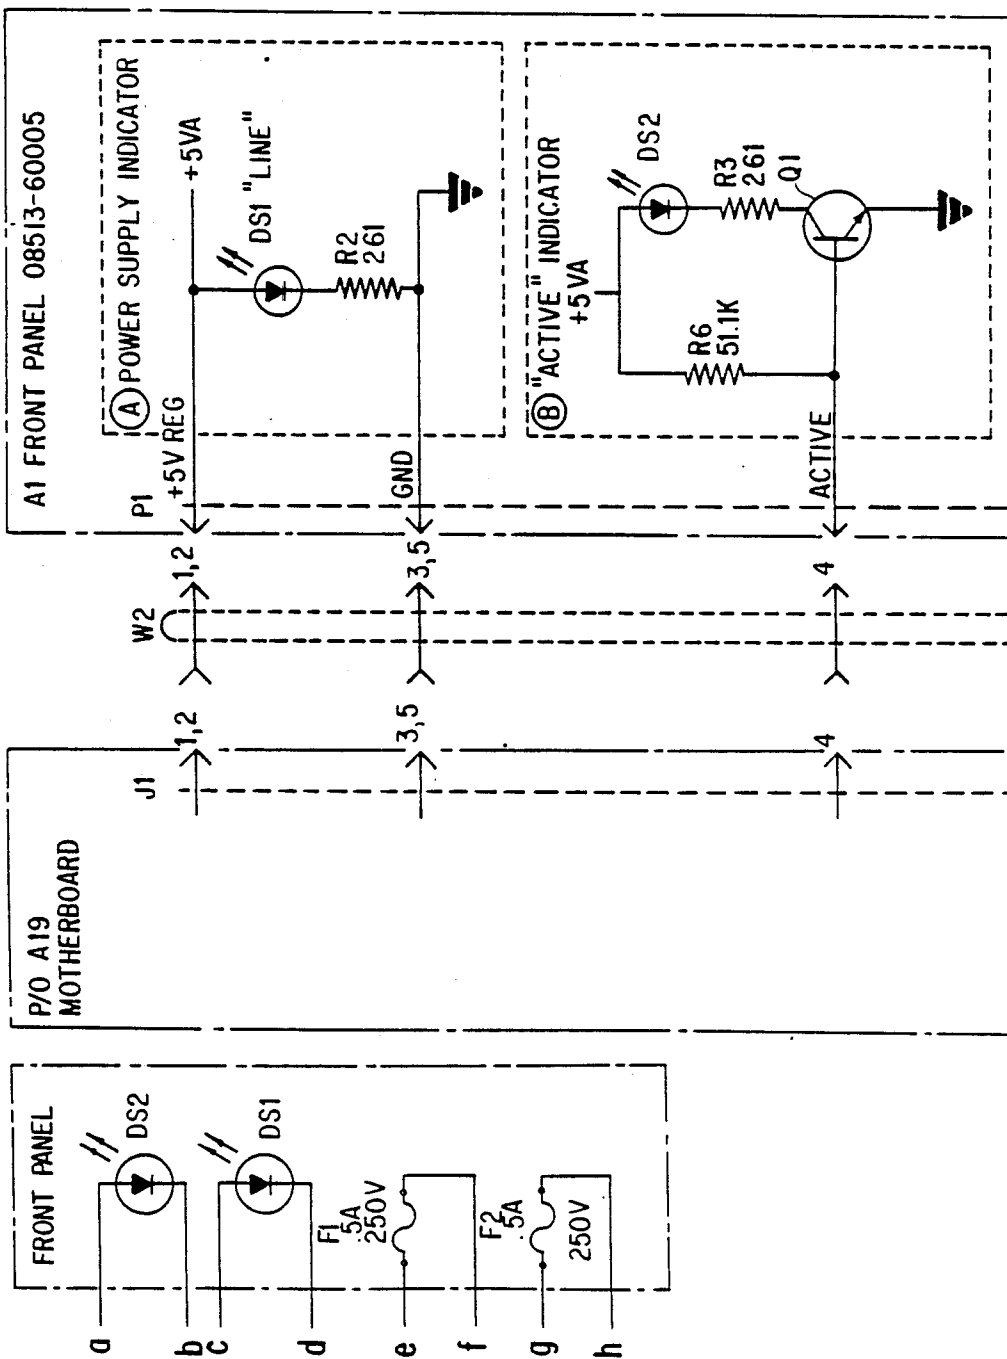 A1 FRONT PANEL 08513-60005
A POWER SUPPLY INDICATOR
+5VA
DS1 "LINE"
R2
261
+5V REG
GND
P1
B "ACTIVE" INDICATOR
+5VA
DS2
R3
261
Q1
R6
51.1K
ACTIVE
1,2
3,5
4
W2
1,2
3,5
4
J1
P/O A19
MOTHERBOARD
FRONT PANEL
DS2
DS1
F1
.5A
250V
F2
.5A
250V
a
b
c
d
e
f
g
h